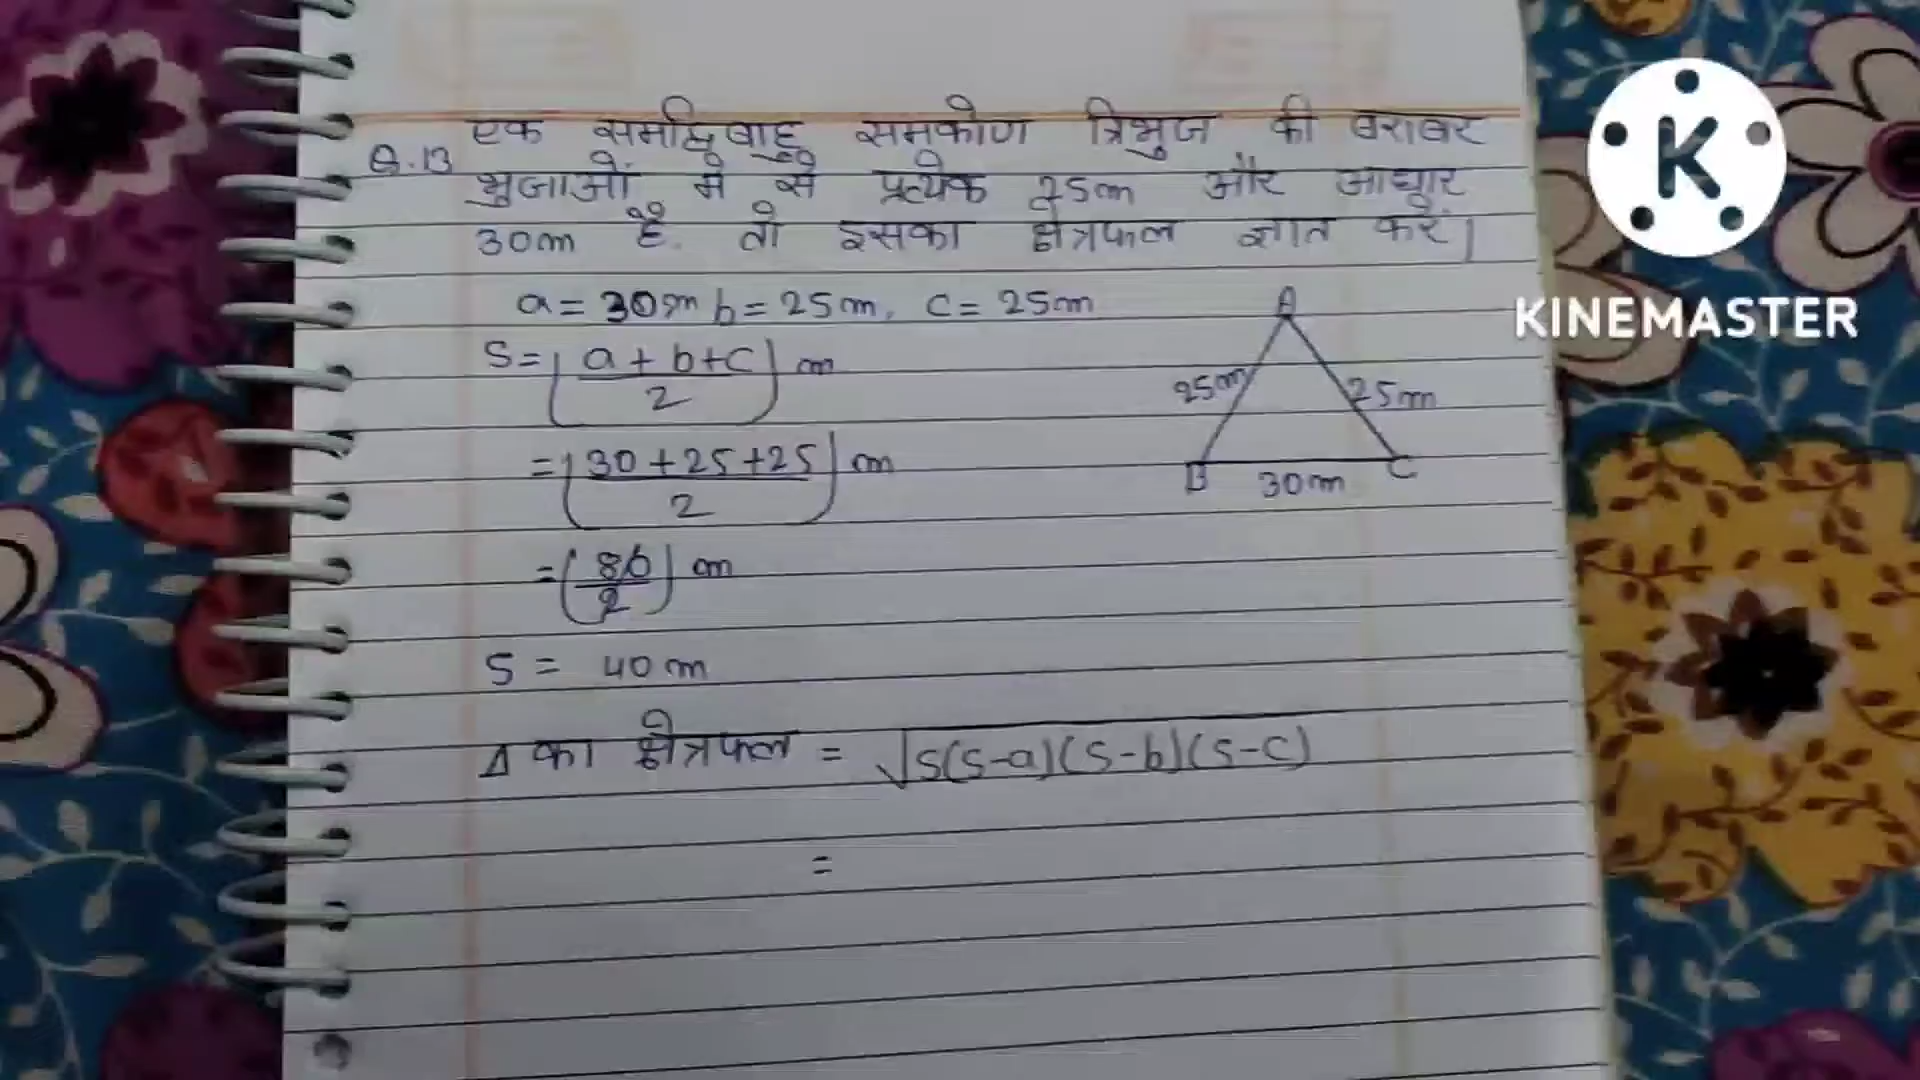 Q.13 एक समद्विबाहु समकोण त्रिभुज की बराबर
भुजाओं में से प्रत्येक 25m और आधार
30m है. तो इसका क्षेत्रफल ज्ञात करें।
a = 30m b = 25m, c = 25m
S = (a + b + c / 2) m
= (30 + 25 + 25 / 2) m
= (80 / 2) m
S = 40 m
Δ का क्षेत्रफल = √s(s-a)(s-b)(s-c)
=
A
25m
25m
B
30m
C
K
KINEMASTER